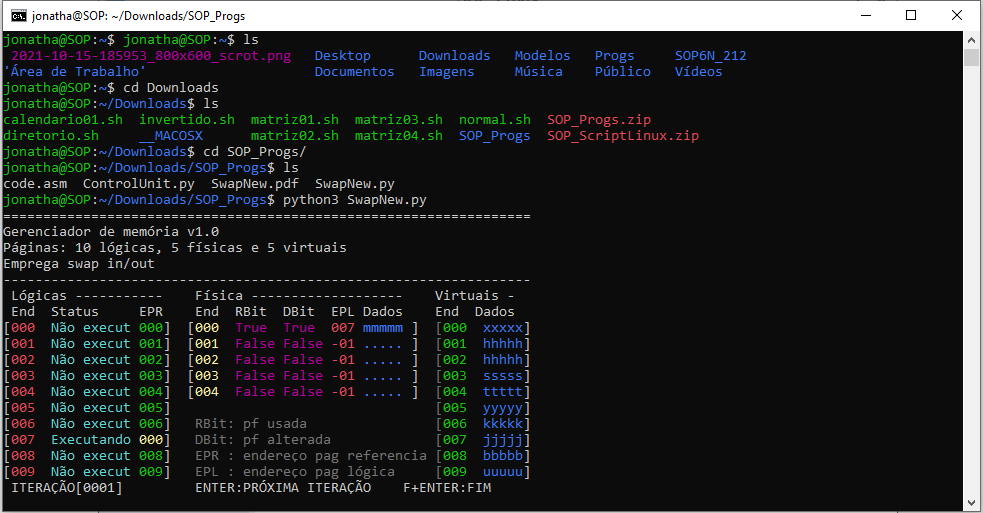 jonatha@SOP: ~/Downloads/SOP_Progs
jonatha@SOP:~$ jonatha@SOP:~$ ls
2021-10-15-185953_800x600_scrot.png Desktop Downloads Modelos Progs SOP6N_212
'Área de Trabalho' Documentos Imagens Música Público Vídeos
jonatha@SOP:~$ cd Downloads
jonatha@SOP:~/Downloads$ ls
calendario01.sh invertido.sh matriz01.sh matriz03.sh normal.sh SOP_Progs.zip
diretorio.sh __MACOSX matriz02.sh matriz04.sh SOP_Progs SOP_ScriptLinux.zip
jonatha@SOP:~/Downloads$ cd SOP_Progs/
jonatha@SOP:~/Downloads/SOP_Progs$ ls
code.asm ControlUnit.py SwapNew.pdf SwapNew.py
jonatha@SOP:~/Downloads/SOP_Progs$ python3 SwapNew.py
==================================================================
Gerenciador de memória v1.0
Páginas: 10 lógicas, 5 físicas e 5 virtuais
Emprega swap in/out
------------------------------------------------------------------
Lógicas ----------- Física ------------------- Virtuais -
End Status EPR End RBit DBit EPL Dados End Dados
[000 Não execut 000] [000 True True 007 mmmmm ] [000 xxxxx]
[001 Não execut 001] [001 False False -01 ..... ] [001 hhhhh]
[002 Não execut 002] [002 False False -01 ..... ] [002 hhhhh]
[003 Não execut 003] [003 False False -01 ..... ] [003 sssss]
[004 Não execut 004] [004 False False -01 ..... ] [004 ttttt]
[005 Não execut 005] [005 yyyyy]
[006 Não execut 006] RBit: pf usada [006 kkkkk]
[007 Executando 000] DBit: pf alterada [007 jjjjj]
[008 Não execut 008] EPR : endereço pag referencia [008 bbbbb]
[009 Não execut 009] EPL : endereço pag lógica [009 uuuuu]
ITERAÇÃO[0001] ENTER:PRÓXIMA ITERAÇÃO F+ENTER:FIM